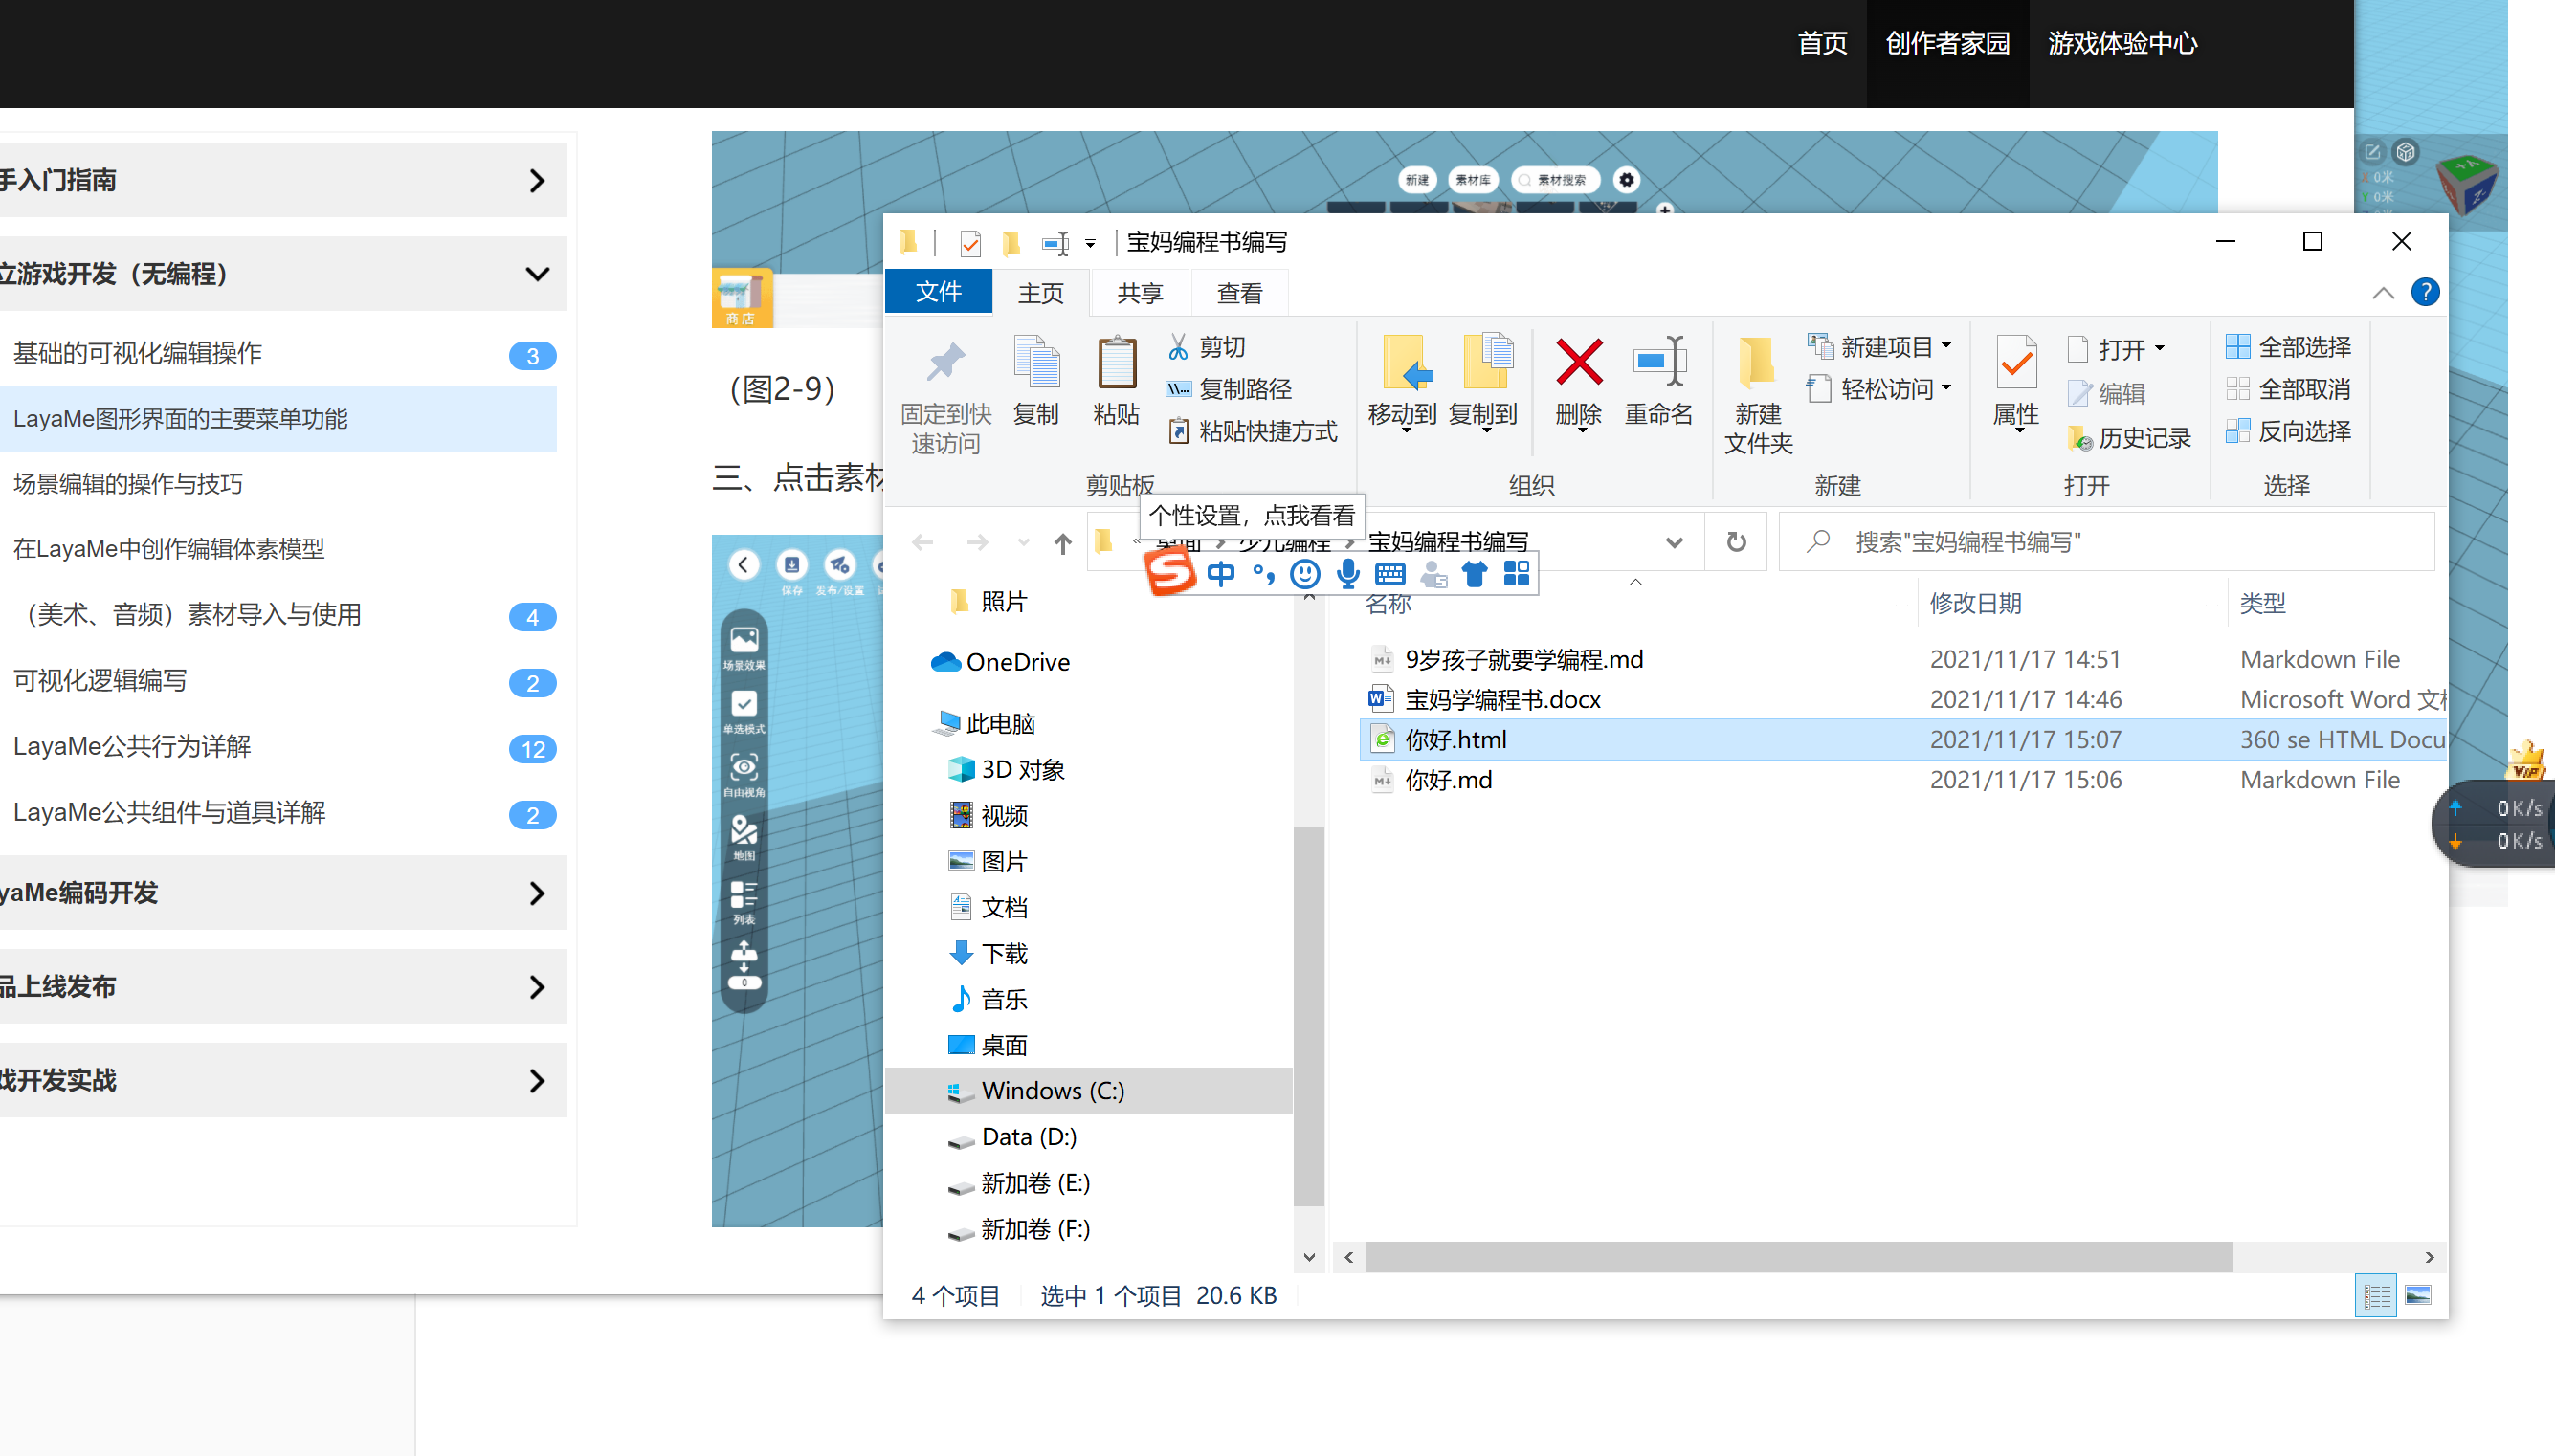 首页 创作者家园 游戏体验中心
手入门指南
立游戏开发（无编程）
基础的可视化编辑操作 3
LayaMe图形界面的主要菜单功能
场景编辑的操作与技巧
在LayaMe中创作编辑体素模型
（美术、音频）素材导入与使用 4
可视化逻辑编写 2
LayaMe公共行为详解 12
LayaMe公共组件与道具详解 2
yaMe编码开发
品上线发布
戏开发实战
新建 素材库 素材搜索
商店
（图2-9）
三、点击素材
保存 发布/设置
场景效果
单选模式
自由视角
地图
列表
0
0米
0米
宝妈编程书编写
文件 主页 共享 查看
固定到快速访问 复制 粘贴 剪切
复制路径
粘贴快捷方式
移动到 复制到 删除 重命名
新建文件夹 新建项目
轻松访问
属性 打开
编辑
历史记录
全部选择
全部取消
反向选择
剪贴板 组织 新建 打开 选择
个性设置，点我看看
« 桌面 › 少儿编程 › 宝妈编程书编写
搜索"宝妈编程书编写"
中
名称 修改日期 类型
照片
OneDrive
此电脑
3D 对象
视频
图片
文档
下载
音乐
桌面
Windows (C:)
Data (D:)
新加卷 (E:)
新加卷 (F:)
9岁孩子就要学编程.md 2021/11/17 14:51 Markdown File
宝妈学编程书.docx 2021/11/17 14:46 Microsoft Word 文
你好.html 2021/11/17 15:07 360 se HTML Docu
你好.md 2021/11/17 15:06 Markdown File
4 个项目 选中 1 个项目 20.6 KB
VIP
0K/s
0K/s